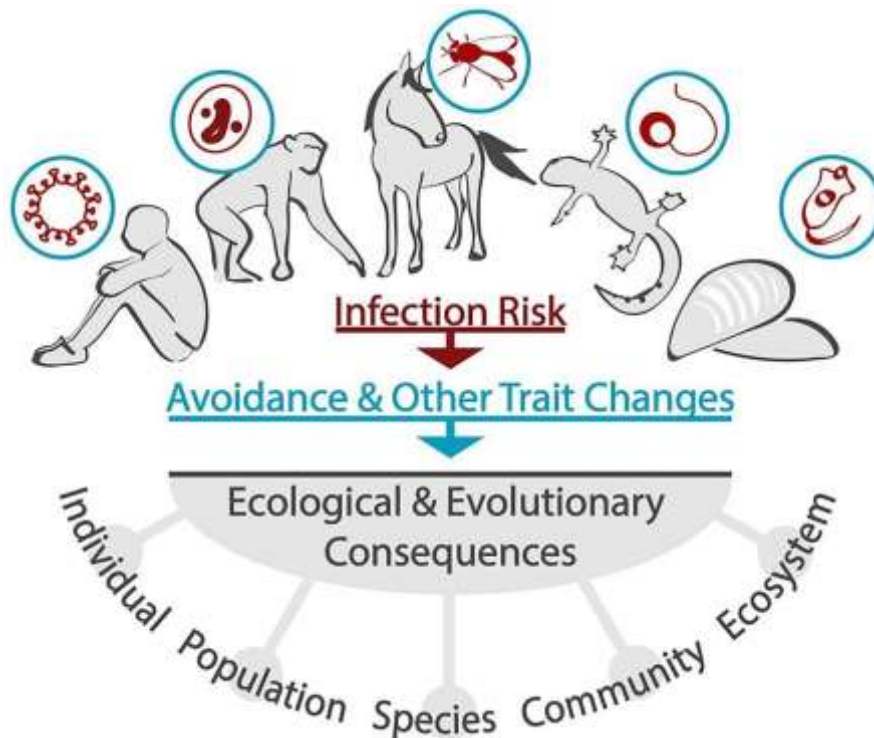 Infection Risk
Avoidance & Other Trait Changes
Ecological & Evolutionary
Consequences
Individual
Population
Species
Community
Ecosystem